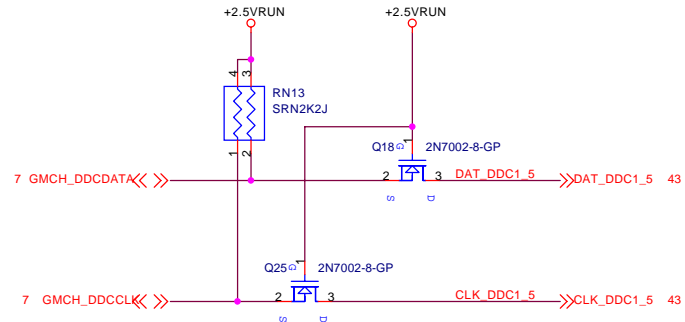 +2.5VRUN
+2.5VRUN
4
3
RN13
SRN2K2J
1
2
Q18
G
1
2N7002-8-GP
7 GMCH_DDCDATA
2
3
DAT_DDC1_5
DAT_DDC1_5 43
S
D
Q25
G
1
2N7002-8-GP
7 GMCH_DDCCLK
2
3
CLK_DDC1_5
CLK_DDC1_5 43
S
D